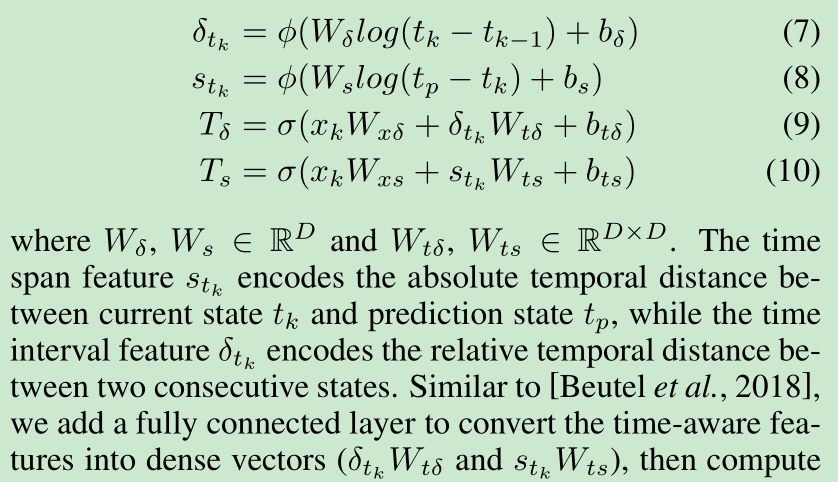 δ_{t_k} = ϕ(W_δ log(t_k − t_{k−1}) + b_δ) (7)
s_{t_k} = ϕ(W_s log(t_p − t_k) + b_s) (8)
T_δ = σ(x_k W_{xδ} + δ_{t_k} W_{tδ} + b_{tδ}) (9)
T_s = σ(x_k W_{xs} + s_{t_k} W_{ts} + b_{ts}) (10)
where W_δ, W_s ∈ ℝ^D and W_{tδ}, W_{ts} ∈ ℝ^{D×D}. The time
span feature s_{t_k} encodes the absolute temporal distance be-
tween current state t_k and prediction state t_p, while the time
interval feature δ_{t_k} encodes the relative temporal distance be-
tween two consecutive states. Similar to [Beutel et al., 2018],
we add a fully connected layer to convert the time-aware fea-
tures into dense vectors (δ_{t_k} W_{tδ} and s_{t_k} W_{ts}), then compute